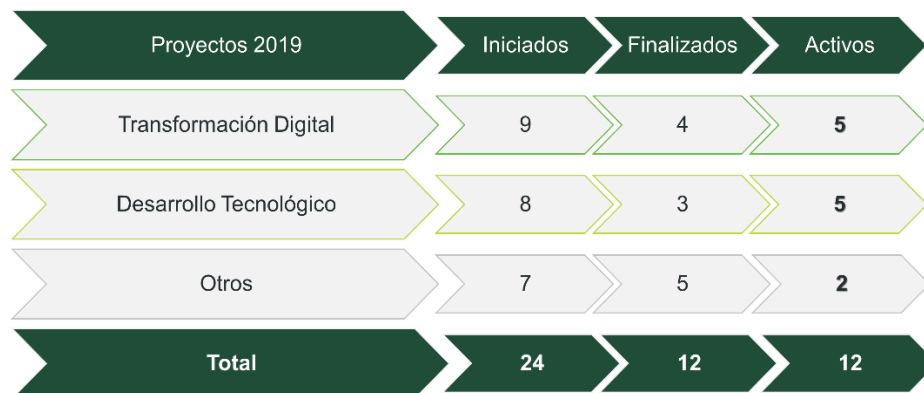 Proyectos 2019 Iniciados Finalizados Activos
Transformación Digital 9 4 5
Desarrollo Tecnológico 8 3 5
Otros 7 5 2
Total 24 12 12